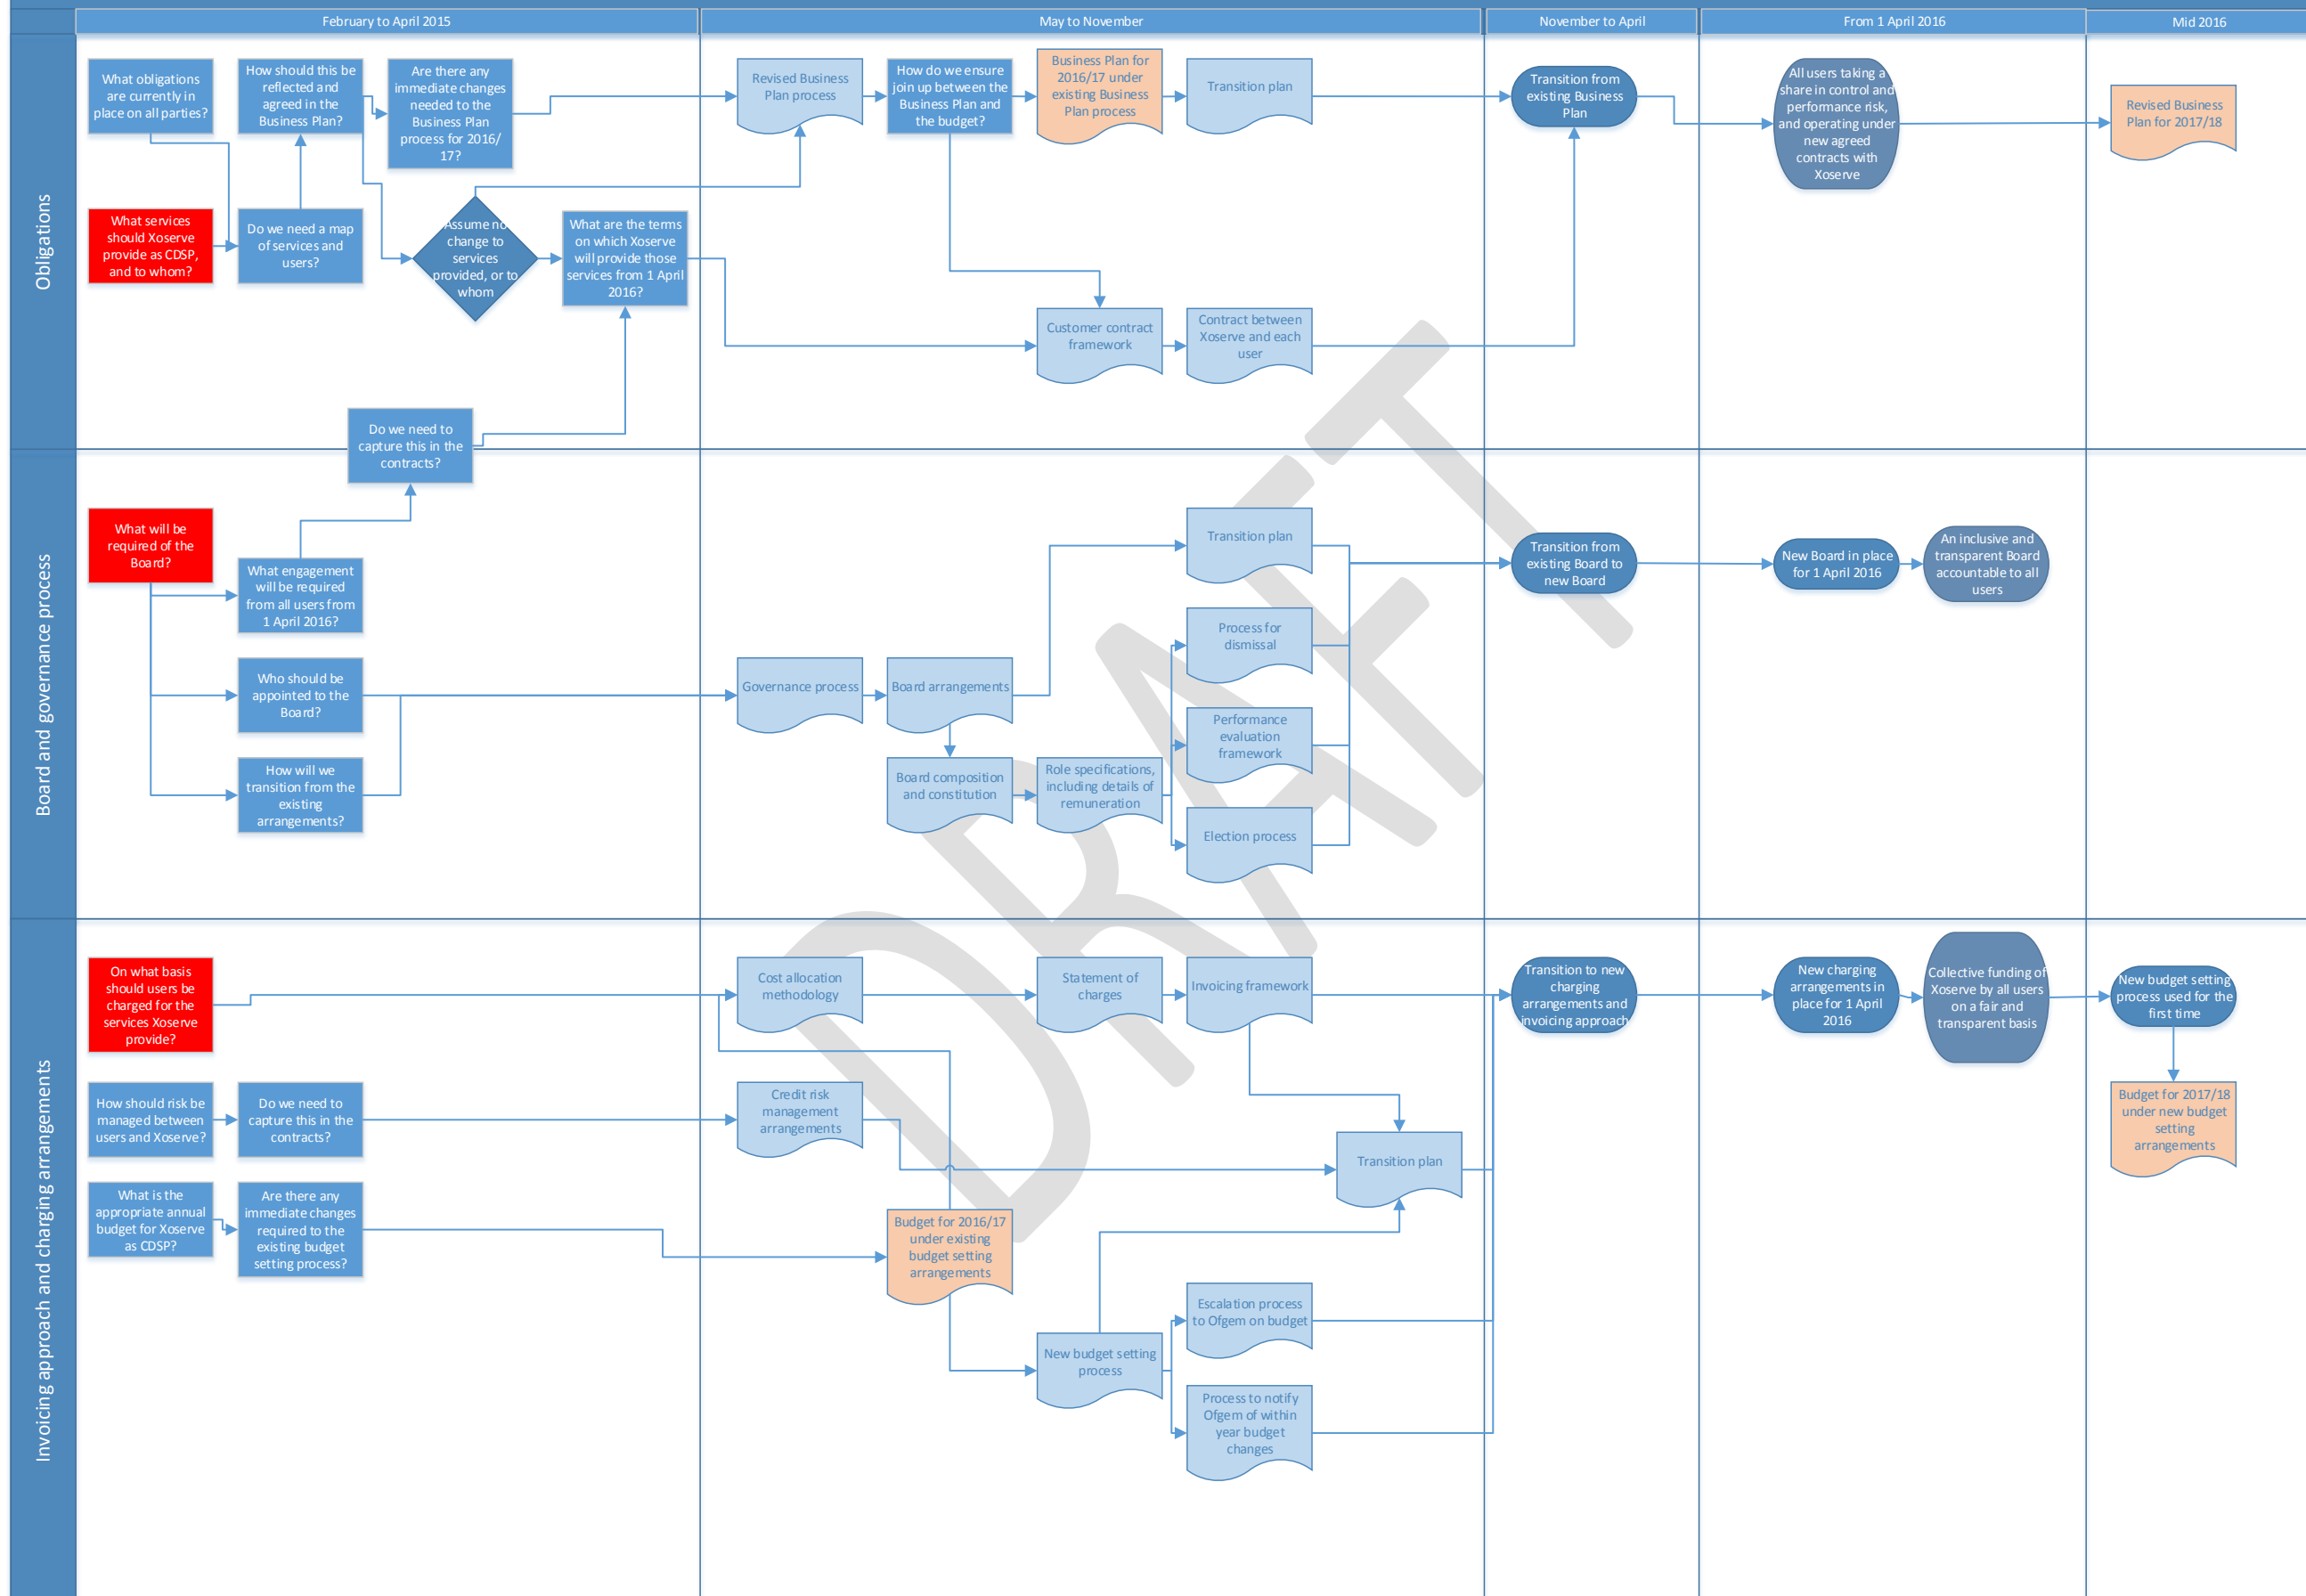 February to April 2015
May to November
November to April
From 1 April 2016
Mid 2016
Obligations
What obligations
are currently in
place on all parties?
How should this be
reflected and
agreed in the
Business Plan?
Are there any
immediate changes
needed to the
Business Plan
process for 2016/
17?
Revised Business
Plan process
How do we ensure
join up between the
Business Plan and
the budget?
Business Plan for
2016/17 under
existing Business
Plan process
Transition plan
Transition from
existing Business
Plan
All users taking a
share in control and
performance risk,
and operating under
new agreed
contracts with
Xoserve
Revised Business
Plan for 2017/18
What services
should Xoserve
provide as CDSP,
and to whom?
Do we need a map
of services and
users?
Assume no
change to
services
provided, or to
whom
What are the terms
on which Xoserve
will provide those
services from 1 April
2016?
Customer contract
framework
Contract between
Xoserve and each
user
Do we need to
capture this in the
contracts?
Board and governance process
What will be
required of the
Board?
What engagement
will be required
from all users from
1 April 2016?
Who should be
appointed to the
Board?
How will we
transition from the
existing
arrangements?
Governance process
Board arrangements
Board composition
and constitution
Role specifications,
including details of
remuneration
Transition plan
Process for
dismissal
Performance
evaluation
framework
Election process
Transition from
existing Board to
new Board
New Board in place
for 1 April 2016
An inclusive and
transparent Board
accountable to all
users
Invoicing approach and charging arrangements
On what basis
should users be
charged for the
services Xoserve
provide?
Cost allocation
methodology
Statement of
charges
Invoicing framework
Transition to new
charging
arrangements and
invoicing approach
New charging
arrangements in
place for 1 April
2016
Collective funding of
Xoserve by all users
on a fair and
transparent basis
New budget setting
process used for the
first time
How should risk be
managed between
users and Xoserve?
Do we need to
capture this in the
contracts?
Credit risk
management
arrangements
Transition plan
Budget for 2017/18
under new budget
setting
arrangements
What is the
appropriate annual
budget for Xoserve
as CDSP?
Are there any
immediate changes
required to the
existing budget
setting process?
Budget for 2016/17
under existing
budget setting
arrangements
New budget setting
process
Escalation process
to Ofgem on budget
Process to notify
Ofgem of within
year budget
changes
DRAFT